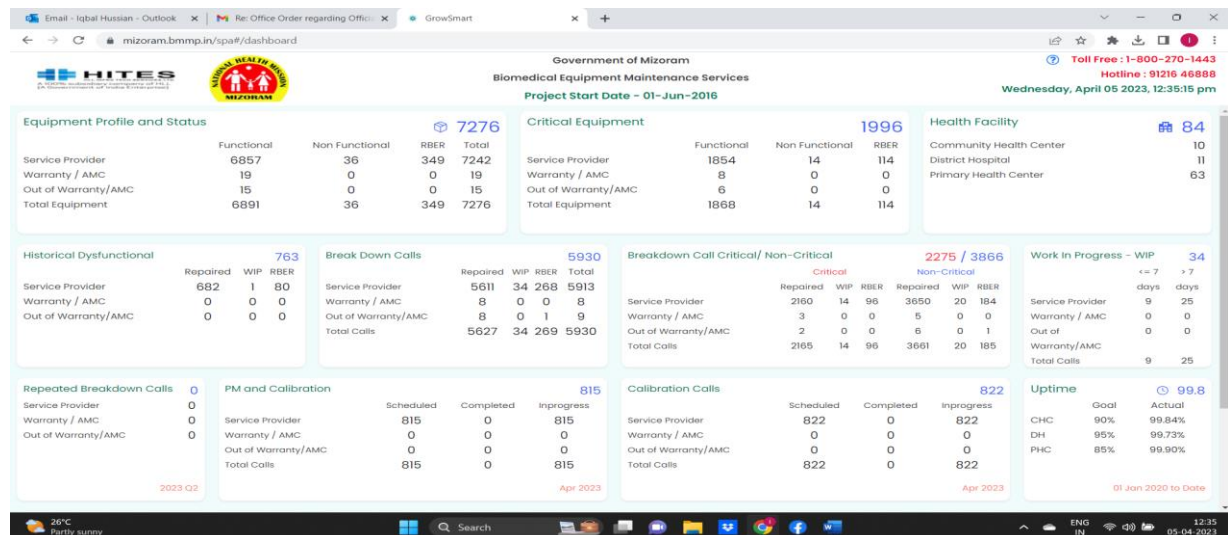 Email - Iqbal Hussian - Outlook
Re: Office Order regarding Offici
GrowSmart
mizoram.bmmp.in/spa#/dashboard
HITES
NATIONAL HEALTH MISSION
MIZORAM
Government of Mizoram
Biomedical Equipment Maintenance Services
Project Start Date - 01-Jun-2016
Toll Free : 1-800-270-1443
Hotline : 91216 46888
Wednesday, April 05 2023, 12:35:15 pm
Equipment Profile and Status 7276
Functional Non Functional RBER Total
Service Provider 6857 36 349 7242
Warranty / AMC 19 0 0 19
Out of Warranty/AMC 15 0 0 15
Total Equipment 6891 36 349 7276
Critical Equipment 1996
Functional Non Functional RBER
Service Provider 1854 14 114
Warranty / AMC 8 0 0
Out of Warranty/AMC 6 0 0
Total Equipment 1868 14 114
Health Facility 84
Community Health Center 10
District Hospital 11
Primary Health Center 63
Historical Dysfunctional 763
Repaired WIP RBER
Service Provider 682 1 80
Warranty / AMC 0 0 0
Out of Warranty/AMC 0 0 0
Break Down Calls 5930
Repaired WIP RBER Total
Service Provider 5611 34 268 5913
Warranty / AMC 8 0 0 8
Out of Warranty/AMC 8 0 1 9
Total Calls 5627 34 269 5930
Breakdown Call Critical/ Non-Critical 2275 / 3866
Critical Non-Critical
Repaired WIP RBER Repaired WIP RBER
Service Provider 2160 14 96 3650 20 184
Warranty / AMC 3 0 0 5 0 0
Out of Warranty/AMC 2 0 0 6 0 1
Total Calls 2165 14 96 3661 20 185
Work In Progress - WIP 34
<= 7 > 7
days days
Service Provider 9 25
Warranty / AMC 0 0
Out of 0 0
Warranty/AMC
Total Calls 9 25
Repeated Breakdown Calls 0
Service Provider 0
Warranty / AMC 0
Out of Warranty/AMC 0
2023 Q2
PM and Calibration 815
Scheduled Completed Inprogress
Service Provider 815 0 815
Warranty / AMC 0 0 0
Out of Warranty/AMC 0 0 0
Total Calls 815 0 815
Apr 2023
Calibration Calls 822
Scheduled Completed Inprogress
Service Provider 822 0 822
Warranty / AMC 0 0 0
Out of Warranty/AMC 0 0 0
Total Calls 822 0 822
Apr 2023
Uptime 99.8
Goal Actual
CHC 90% 99.84%
DH 95% 99.73%
PHC 85% 99.90%
01 Jan 2020 to Date
26°C
Partly sunny
Search
ENG
IN
12:35
05-04-2023